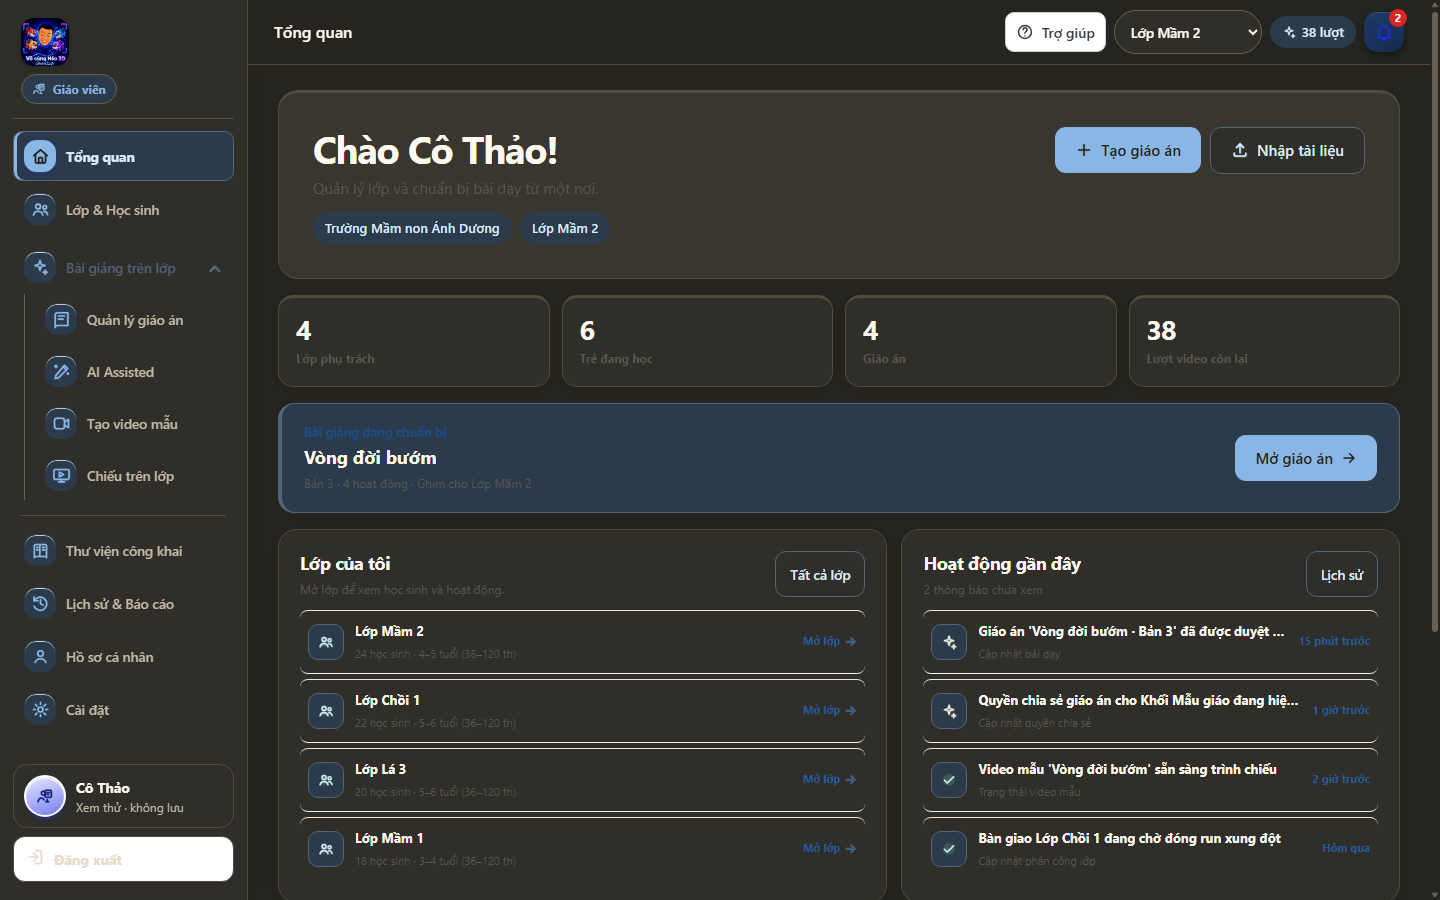 Vẽ cùng Hảo 3D
Giáo viên
Tổng quan
Lớp & Học sinh
Bài giảng trên lớp
Quản lý giáo án
AI Assisted
Tạo video mẫu
Chiếu trên lớp
Thư viện công khai
Lịch sử & Báo cáo
Hồ sơ cá nhân
Cài đặt
Cô Thảo
Xem thử · không lưu
Đăng xuất
Tổng quan
Trợ giúp
Lớp Mầm 2
38 lượt
2
Chào Cô Thảo!
Quản lý lớp và chuẩn bị bài dạy từ một nơi.
Trường Mầm non Ánh Dương
Lớp Mầm 2
Tạo giáo án
Nhập tài liệu
4
Lớp phụ trách
6
Trẻ đang học
4
Giáo án
38
Lượt video còn lại
Bài giảng đang chuẩn bị
Vòng đời bướm
Bản 3 · 4 hoạt động · Ghim cho Lớp Mầm 2
Mở giáo án →
Lớp của tôi
Mở lớp để xem học sinh và hoạt động.
Tất cả lớp
Lớp Mầm 2
24 học sinh · 4–5 tuổi (36–120 th)
Mở lớp →
Lớp Chồi 1
22 học sinh · 5–6 tuổi (36–120 th)
Mở lớp →
Lớp Lá 3
20 học sinh · 5–6 tuổi (36–120 th)
Mở lớp →
Lớp Mầm 1
18 học sinh · 3–4 tuổi (36–120 th)
Mở lớp →
Hoạt động gần đây
2 thông báo chưa xem
Lịch sử
Giáo án 'Vòng đời bướm · Bản 3' đã được duyệt ...
15 phút trước
Cập nhật bài dạy
Quyền chia sẻ giáo án cho Khối Mẫu giáo đang hiệ...
1 giờ trước
Cập nhật quyền chia sẻ
Video mẫu 'Vòng đời bướm' sẵn sàng trình chiếu
2 giờ trước
Trạng thái video mẫu
Bàn giao Lớp Chồi 1 đang chờ đóng run xung đột
Hôm qua
Cập nhật phân công lớp